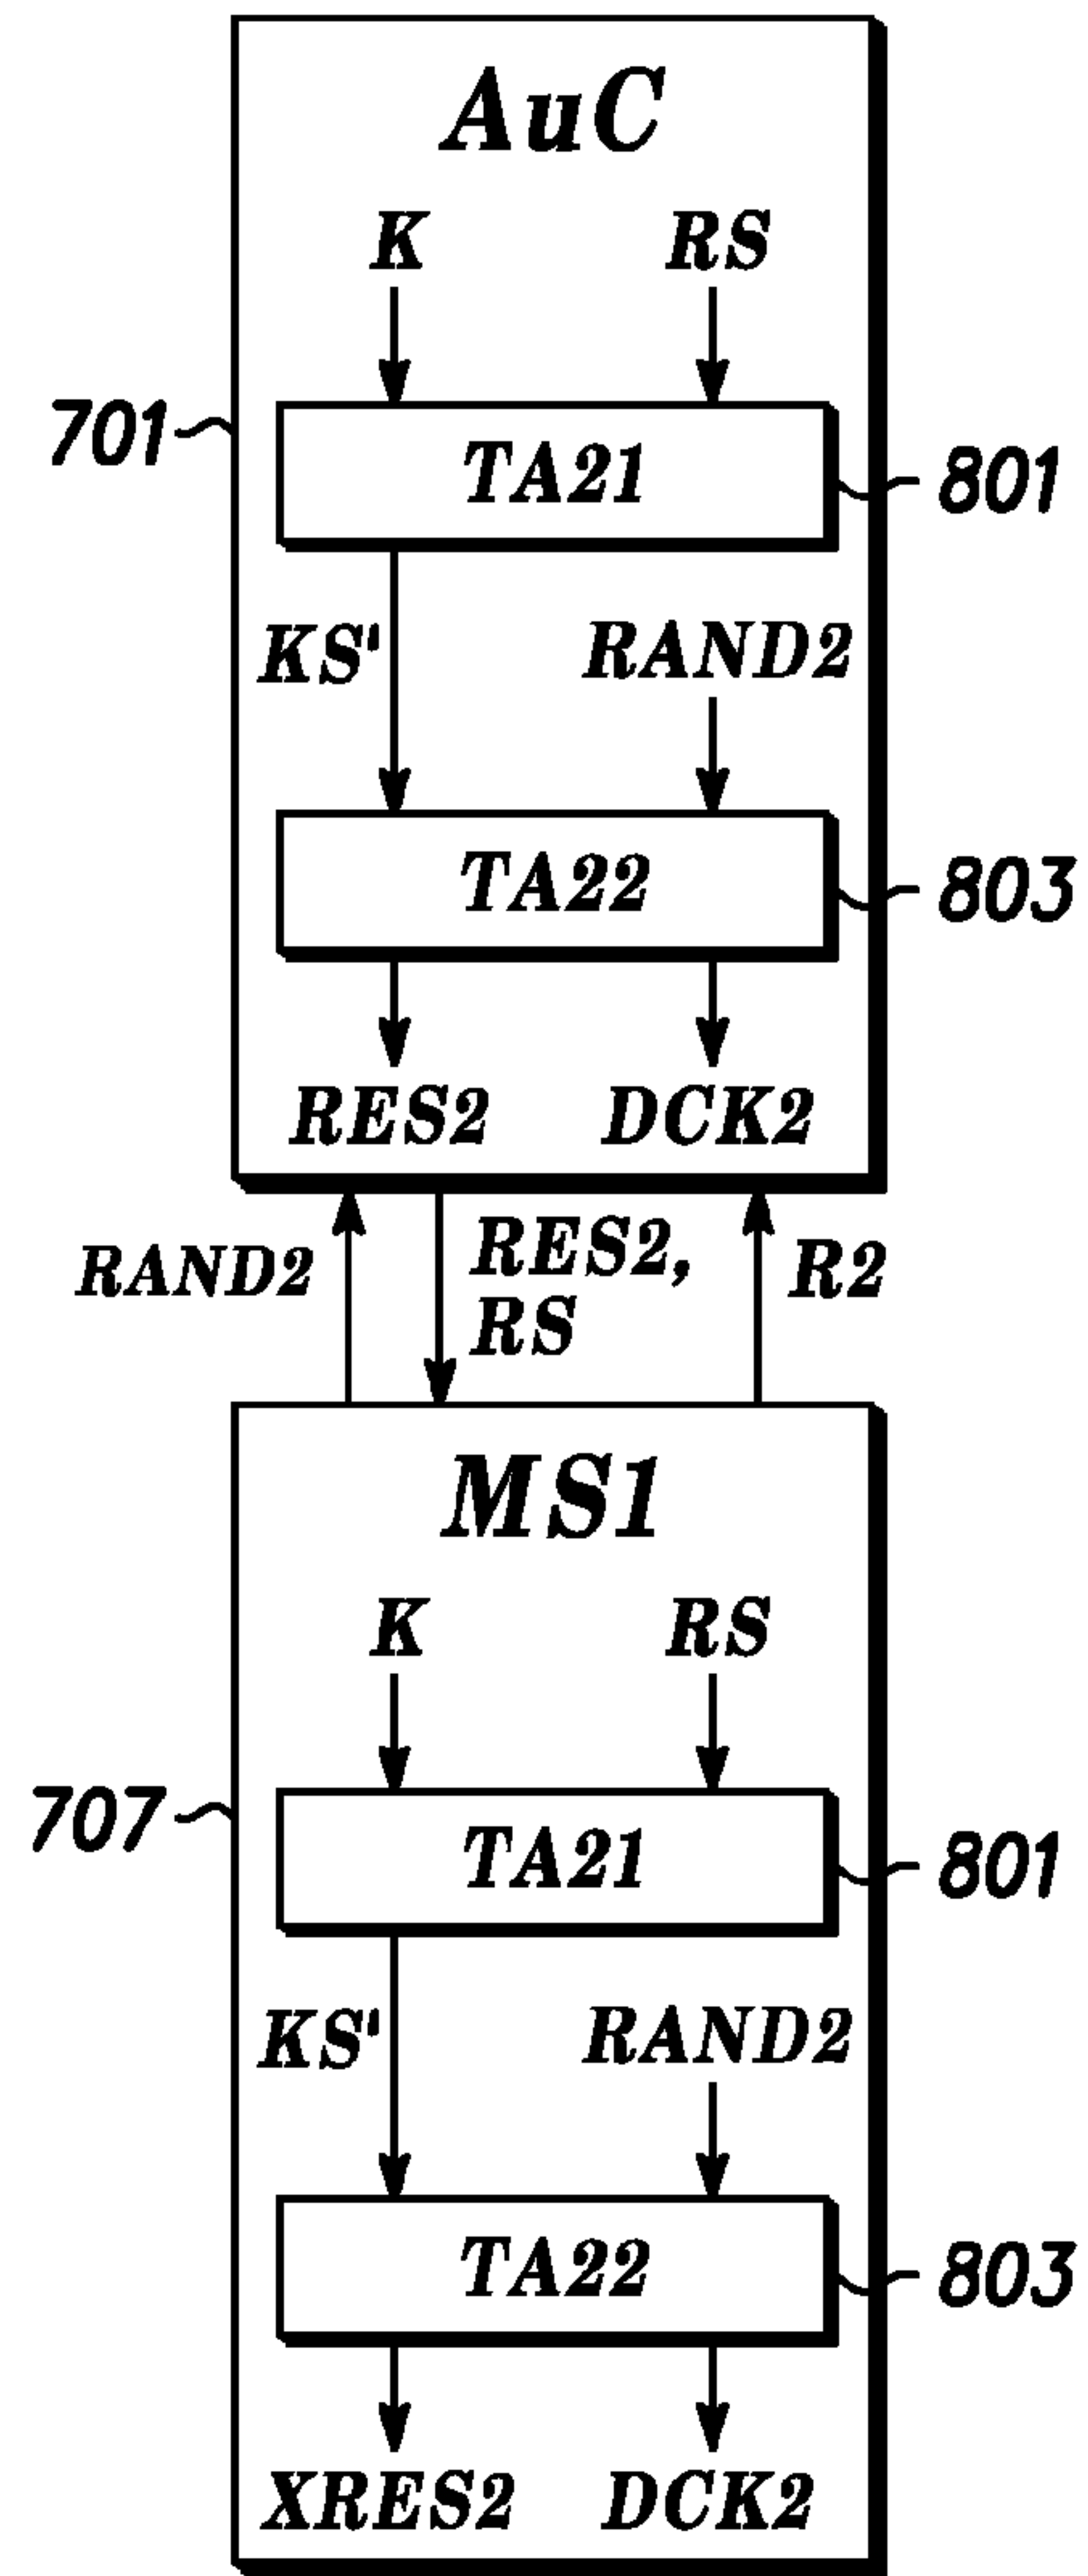 AuC
K RS
701
TA21
801
KS' RAND2
TA22
803
RES2 DCK2
RAND2
RES2,
RS
R2
MS1
K RS
707
TA21
801
KS' RAND2
TA22
803
XRES2 DCK2